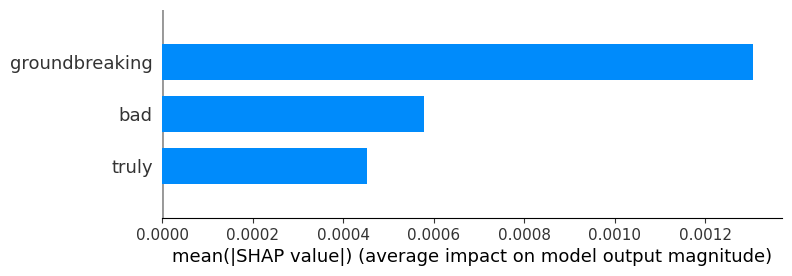 groundbreaking
bad
truly
0.0000 0.0002 0.0004 0.0006 0.0008 0.0010 0.0012
mean(|SHAP value|) (average impact on model output magnitude)